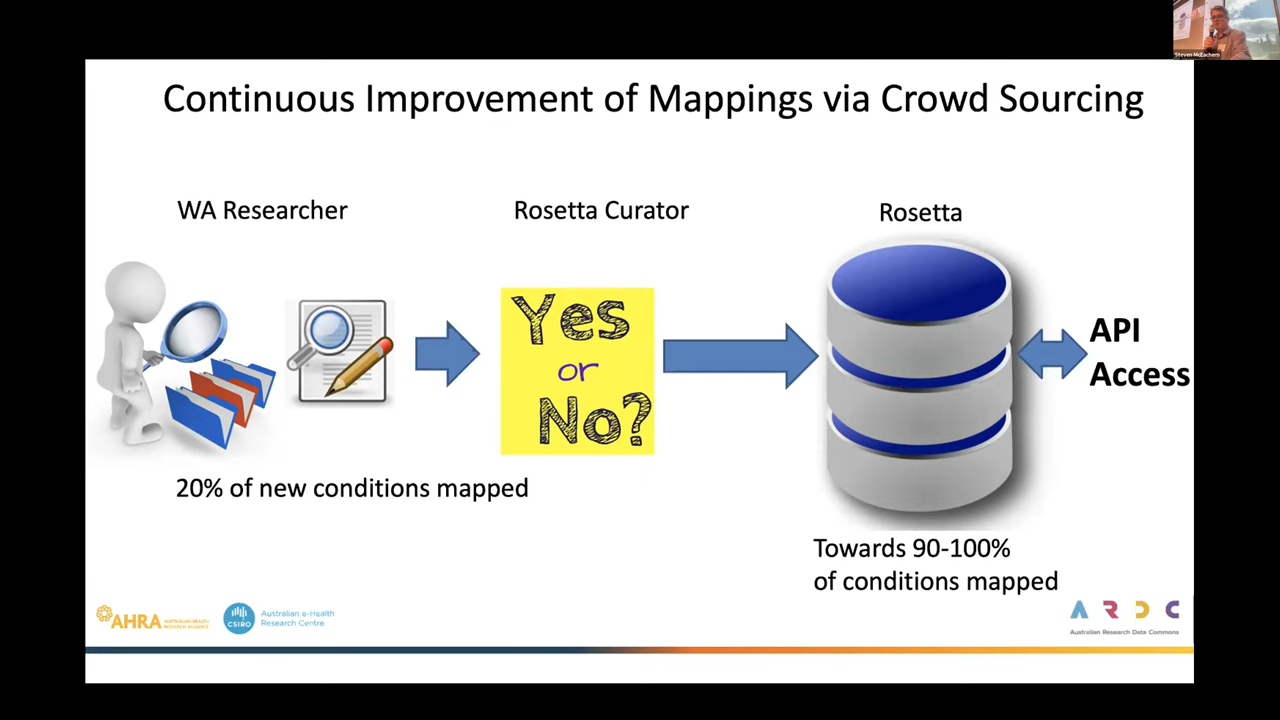 Steven McEachern
Continuous Improvement of Mappings via Crowd Sourcing
WA Researcher
Rosetta Curator
Rosetta
Yes
or
No?
API
Access
20% of new conditions mapped
Towards 90-100%
of conditions mapped
AHRA
AUSTRALIAN HEALTH
RESEARCH ALLIANCE
CSIRO
Australian e-Health
Research Centre
A R D C
Australian Research Data Commons